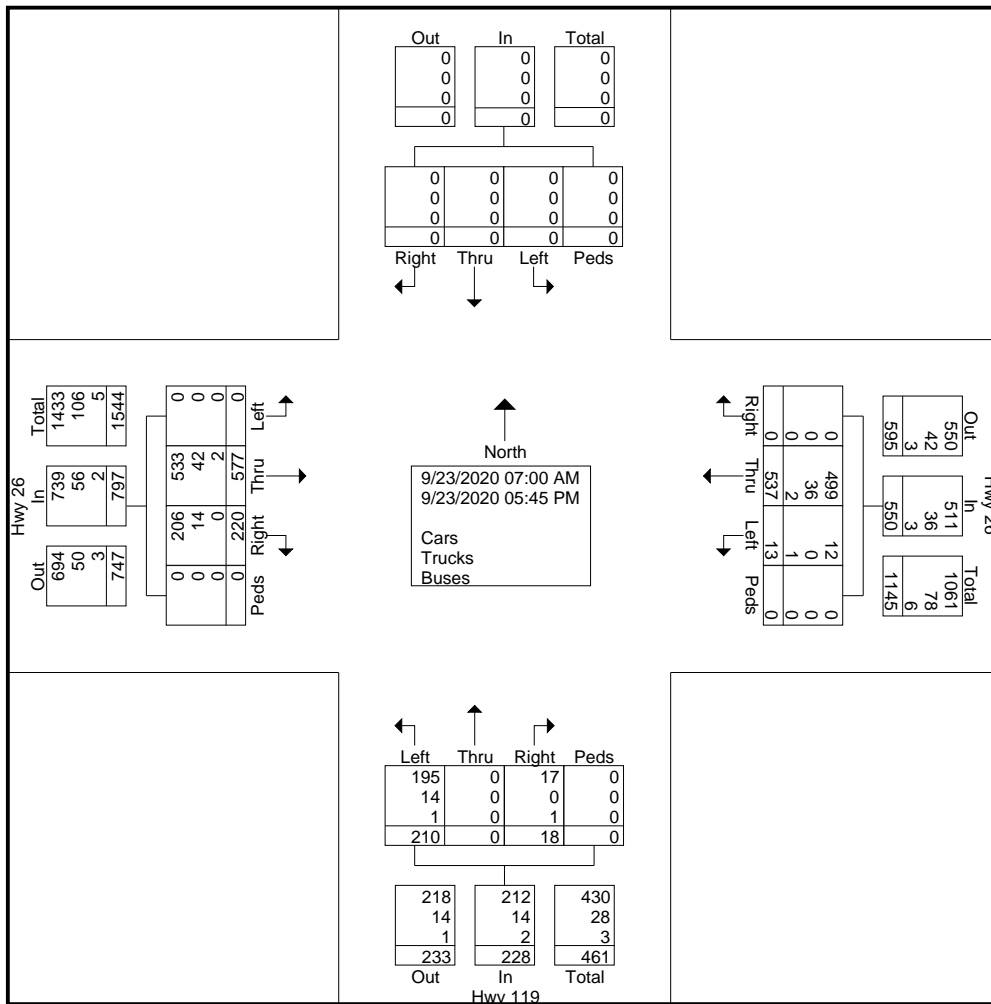 Out In Total
0 0 0
0 0 0
0 0 0
0 0 0
0 0 0 0
0 0 0 0
0 0 0 0
0 0 0 0
Right Thru Left Peds
Hwy 26
Total In Out
1433 739 694
106 56 50
5 2 3
1544 797 747
0 533 206 0
0 42 14 0
0 2 0 0
0 577 220 0
Left Thru Right Peds
North
9/23/2020 07:00 AM
9/23/2020 05:45 PM
Cars
Trucks
Buses
Right Thru Left Peds
0 537 13 0
0 2 1 0
0 36 0 0
0 499 12 0
595 550 1145
3 3 6
42 36 78
550 511 1061
Out In Total
Hwy 26
Left Thru Right Peds
195 0 17 0
14 0 0 0
1 0 1 0
210 0 18 0
218 212 430
14 14 28
1 2 3
233 228 461
Out In Total
Hwy 119